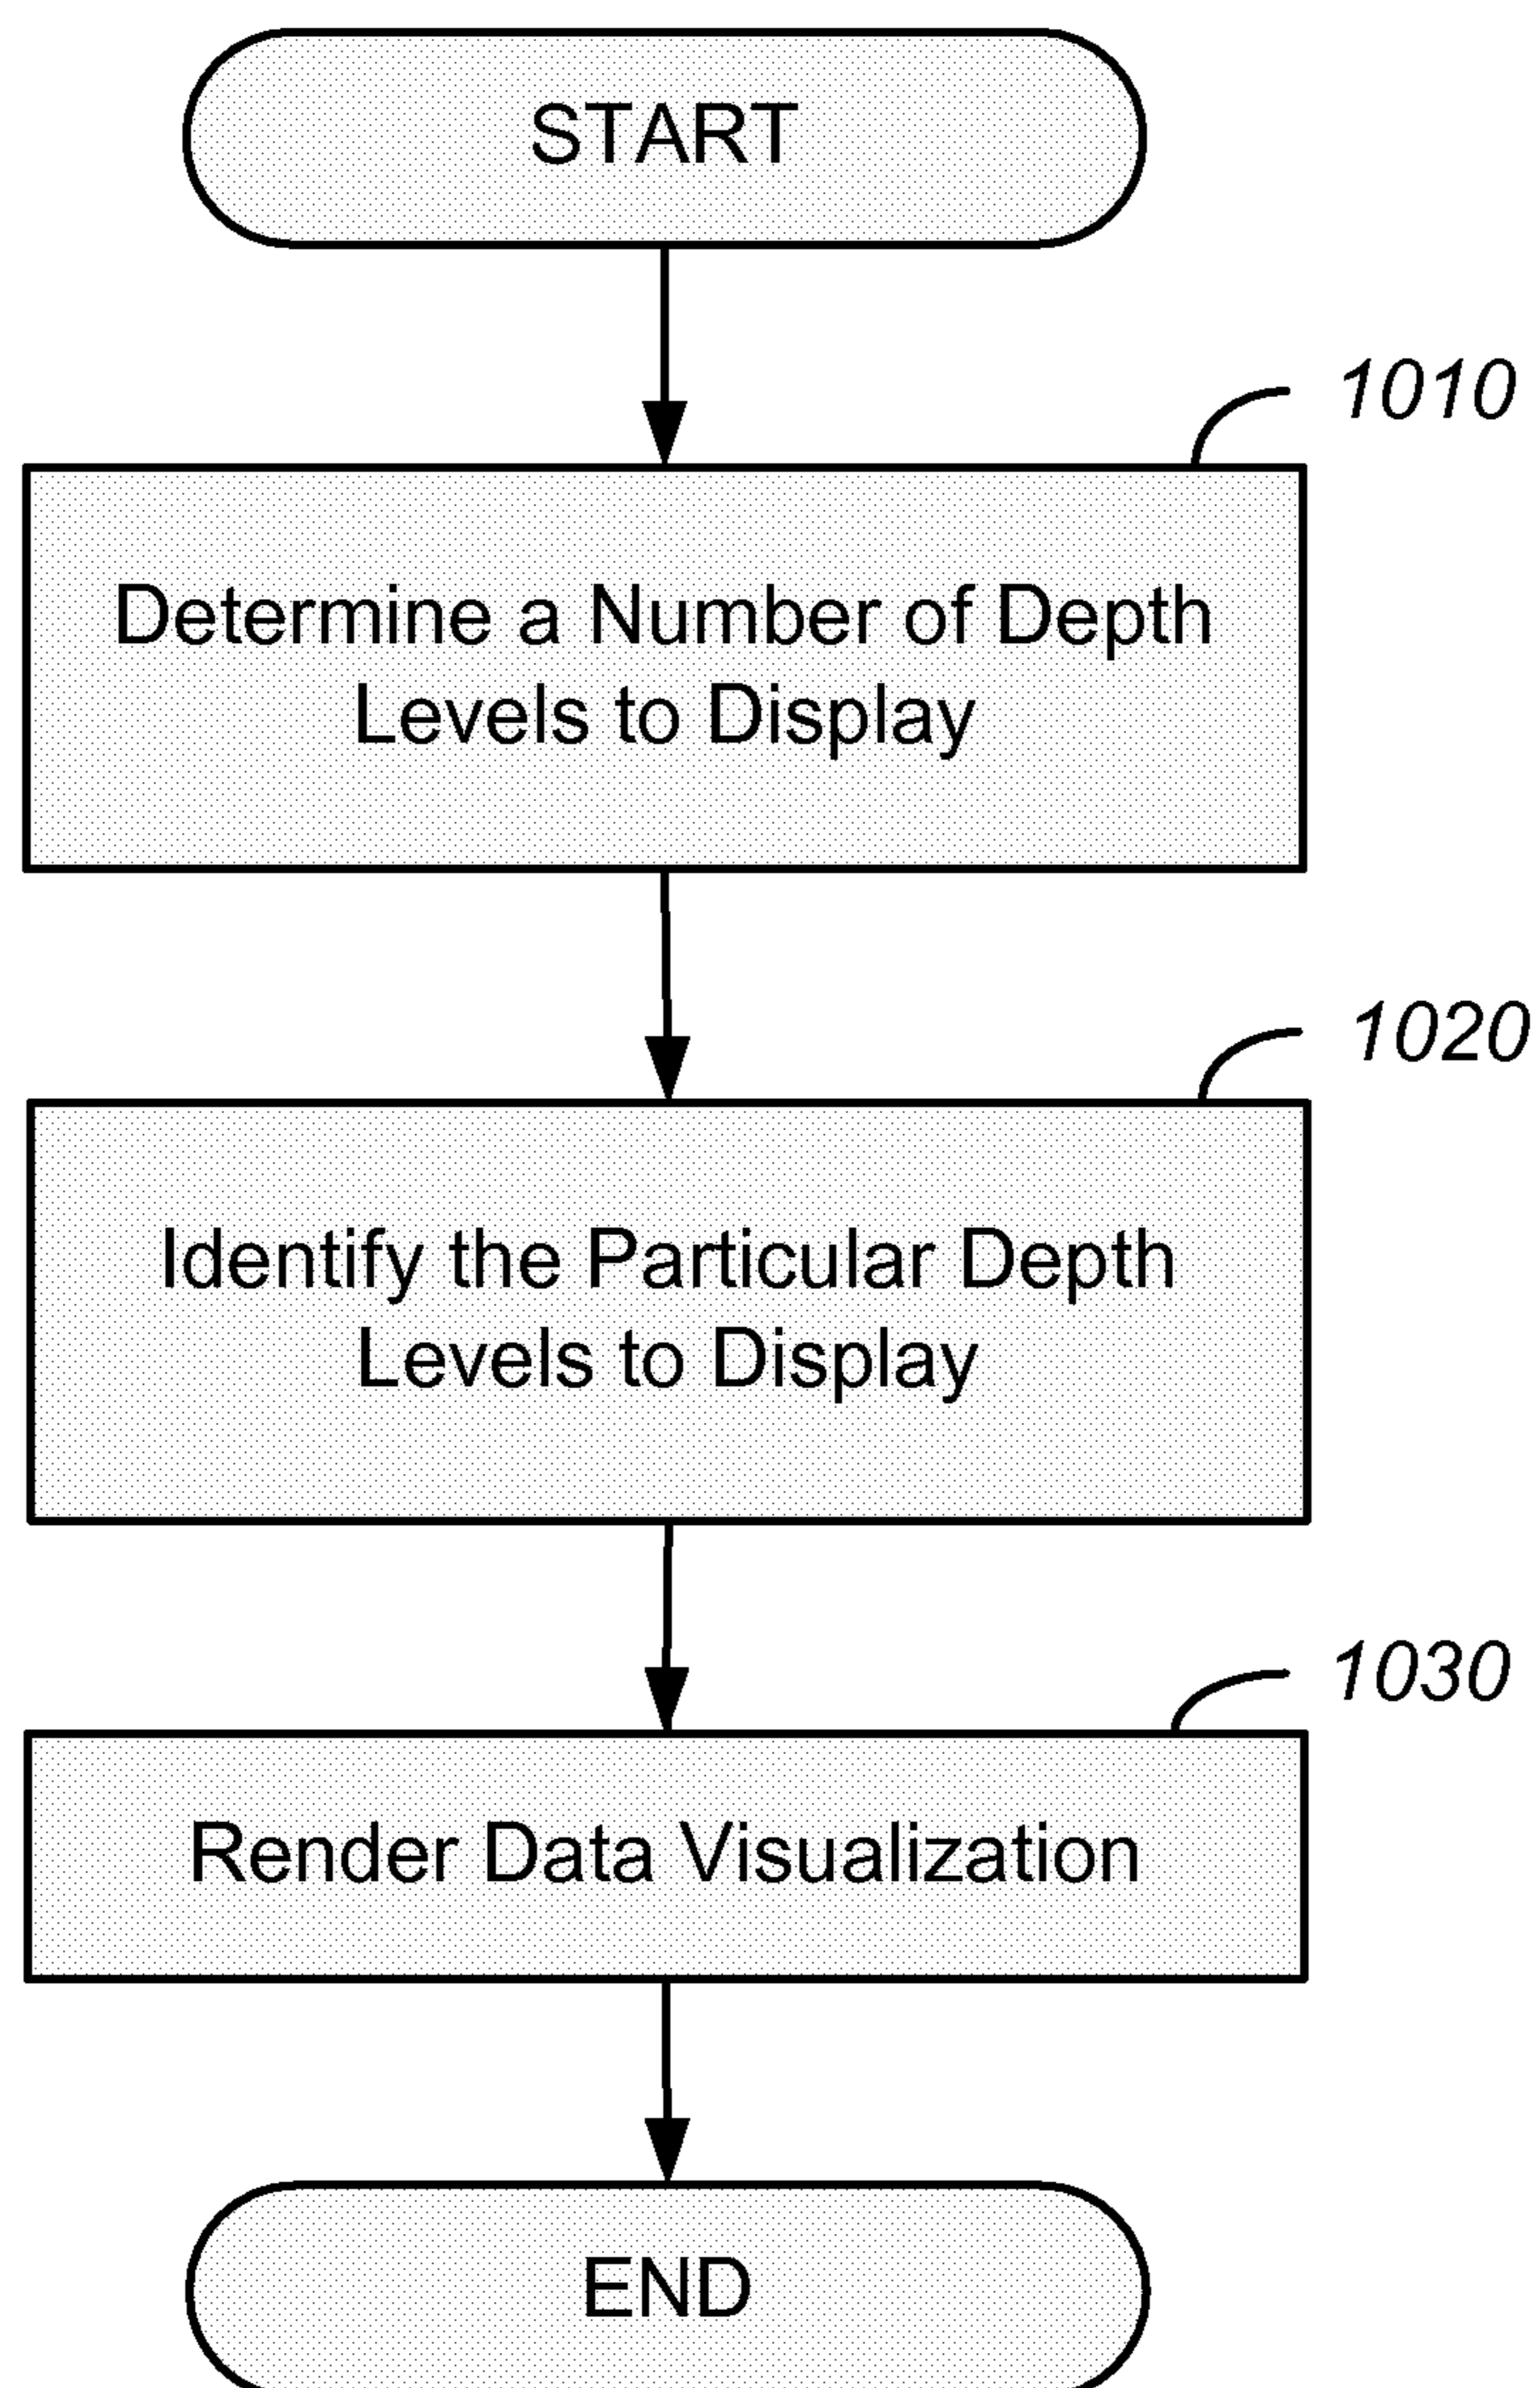 START
1010
Determine a Number of Depth
Levels to Display
1020
Identify the Particular Depth
Levels to Display
1030
Render Data Visualization
END